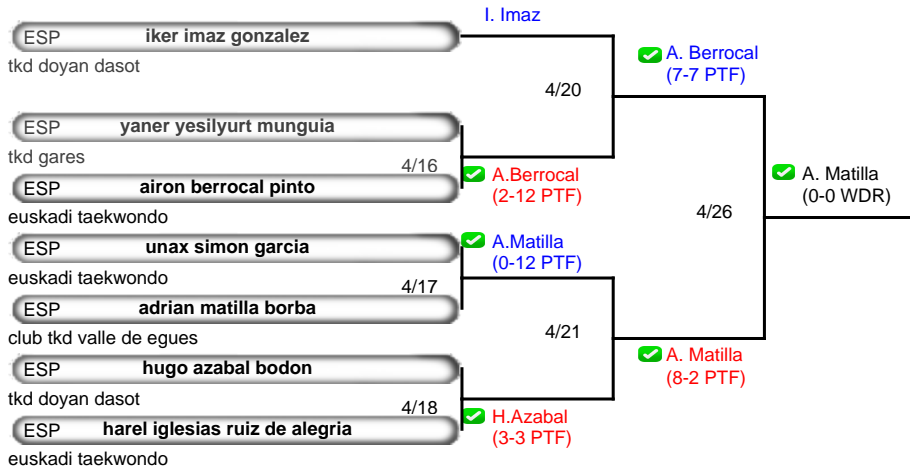 I. Imaz
ESP iker imaz gonzalez
tkd doyan dasot
A. Berrocal
(7-7 PTF)
4/20
ESP yaner yesilyurt munguia
tkd gares
4/16
A.Berrocal
(2-12 PTF)
ESP airon berrocal pinto
euskadi taekwondo
A. Matilla
(0-0 WDR)
4/26
ESP unax simon garcia
euskadi taekwondo
A.Matilla
(0-12 PTF)
4/17
ESP adrian matilla borba
club tkd valle de egues
4/21
ESP hugo azabal bodon
tkd doyan dasot
A. Matilla
(8-2 PTF)
4/18
H.Azabal
(3-3 PTF)
ESP harel iglesias ruiz de alegria
euskadi taekwondo